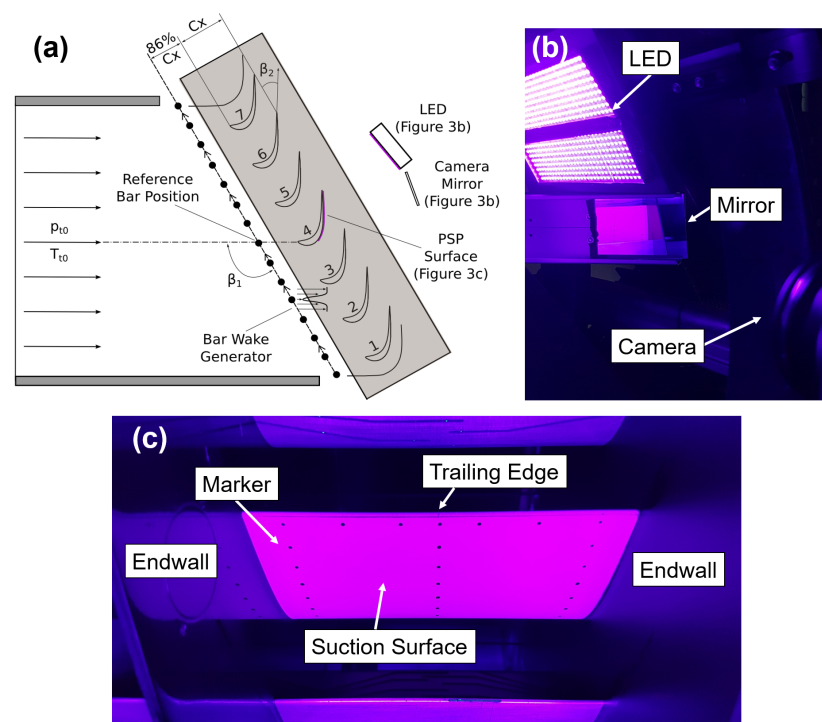 (a)
86%
Cx
Cx
β2
7
6
5
4
3
2
1
LED
(Figure 3b)
Camera
Mirror
(Figure 3b)
Reference
Bar Position
pt0
Tt0
β1
PSP
Surface
(Figure 3c)
Bar Wake
Generator
(b)
LED
Mirror
Camera
(c)
Trailing Edge
Marker
Endwall
Endwall
Suction Surface